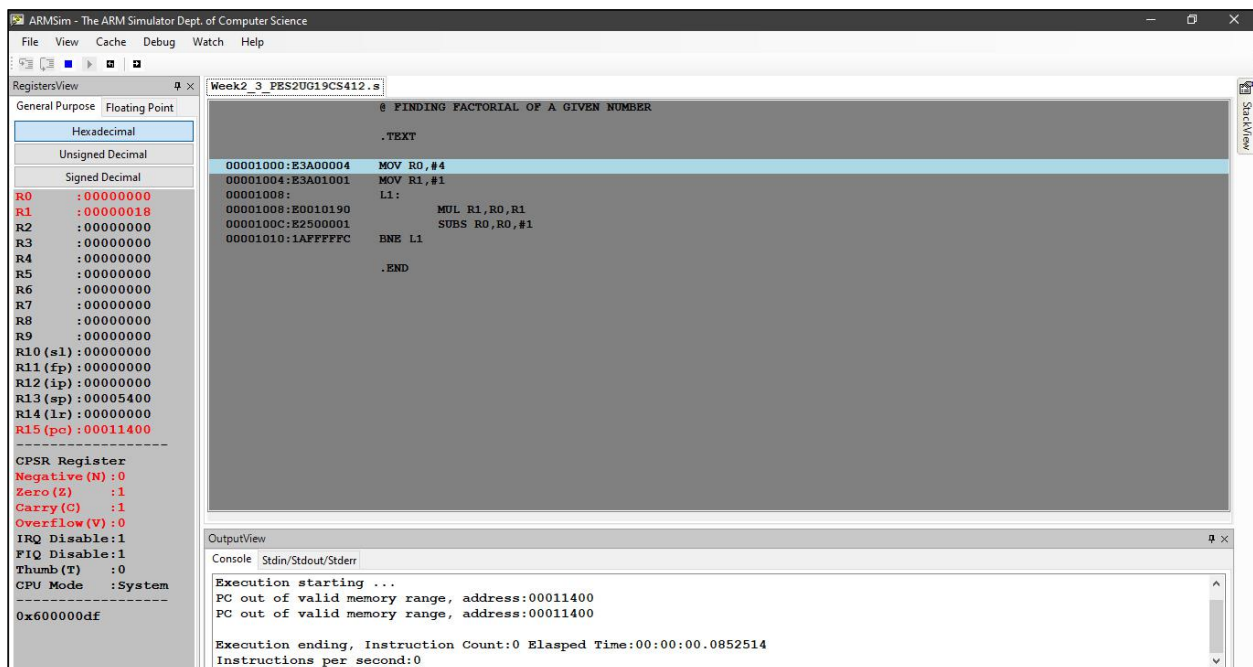 ARMSim - The ARM Simulator Dept. of Computer Science
File View Cache Debug Watch Help
RegistersView
General Purpose Floating Point
Hexadecimal
Unsigned Decimal
Signed Decimal
R0 :00000000
R1 :00000018
R2 :00000000
R3 :00000000
R4 :00000000
R5 :00000000
R6 :00000000
R7 :00000000
R8 :00000000
R9 :00000000
R10(sl):00000000
R11(fp):00000000
R12(ip):00000000
R13(sp):00005400
R14(lr):00000000
R15(pc):00011400
-------------------
CPSR Register
Negative(N):0
Zero(Z) :1
Carry(C) :1
Overflow(V):0
IRQ Disable:1
FIQ Disable:1
Thumb(T) :0
CPU Mode :System
-------------------
0x600000df
Week2_3_PES2UG19CS412.s
@ FINDING FACTORIAL OF A GIVEN NUMBER
.TEXT
00001000:E3A00004 MOV R0,#4
00001004:E3A01001 MOV R1,#1
00001008: L1:
00001008:E0010190 MUL R1,R0,R1
0000100C:E2500001 SUBS R0,R0,#1
00001010:1AFFFFFC BNE L1
.END
OutputView
Console Stdin/Stdout/Stderr
Execution starting ...
PC out of valid memory range, address:00011400
PC out of valid memory range, address:00011400
Execution ending, Instruction Count:0 Elasped Time:00:00:00.0852514
Instructions per second:0
StackView